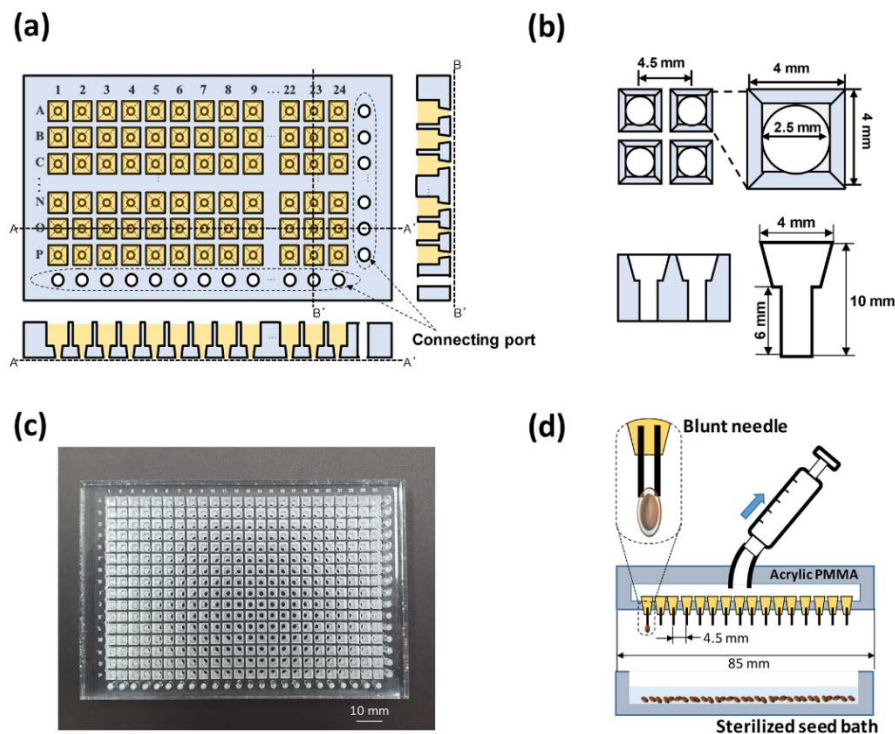 (a)
B
1 2 3 4 5 6 7 8 9 ... 22 23 24
A
B
C
⋮
N
A O A' A A'
P
B' B'
Connecting port
A A'
(b)
4.5 mm
4 mm
2.5 mm
4 mm
4 mm
6 mm
10 mm
(c)
10 mm
(d)
Blunt needle
Acrylic PMMA
4.5 mm
85 mm
Sterilized seed bath